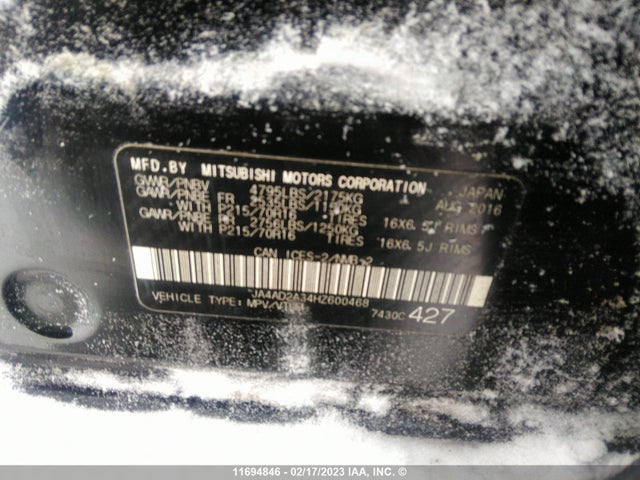 MFD.BY MITSUBISHI MOTORS CORPORATION JAPAN
GVWR/PNBV 4795LBS/2175KG AUG 2016
GAWR/PNBE FR
WITH P215/70R16 TIRES 16X6.5J RIMS
GAWR/PNBE RR /1250KG
WITH P215/70R16 TIRES 16X6.5J RIMS
CAN ICES-2/NMB-2
JA4AD2A34HZ600468
VEHICLE TYPE: MPV/VTUM
7430C 427
11694846 - 02/17/2023 IAA, INC. ©